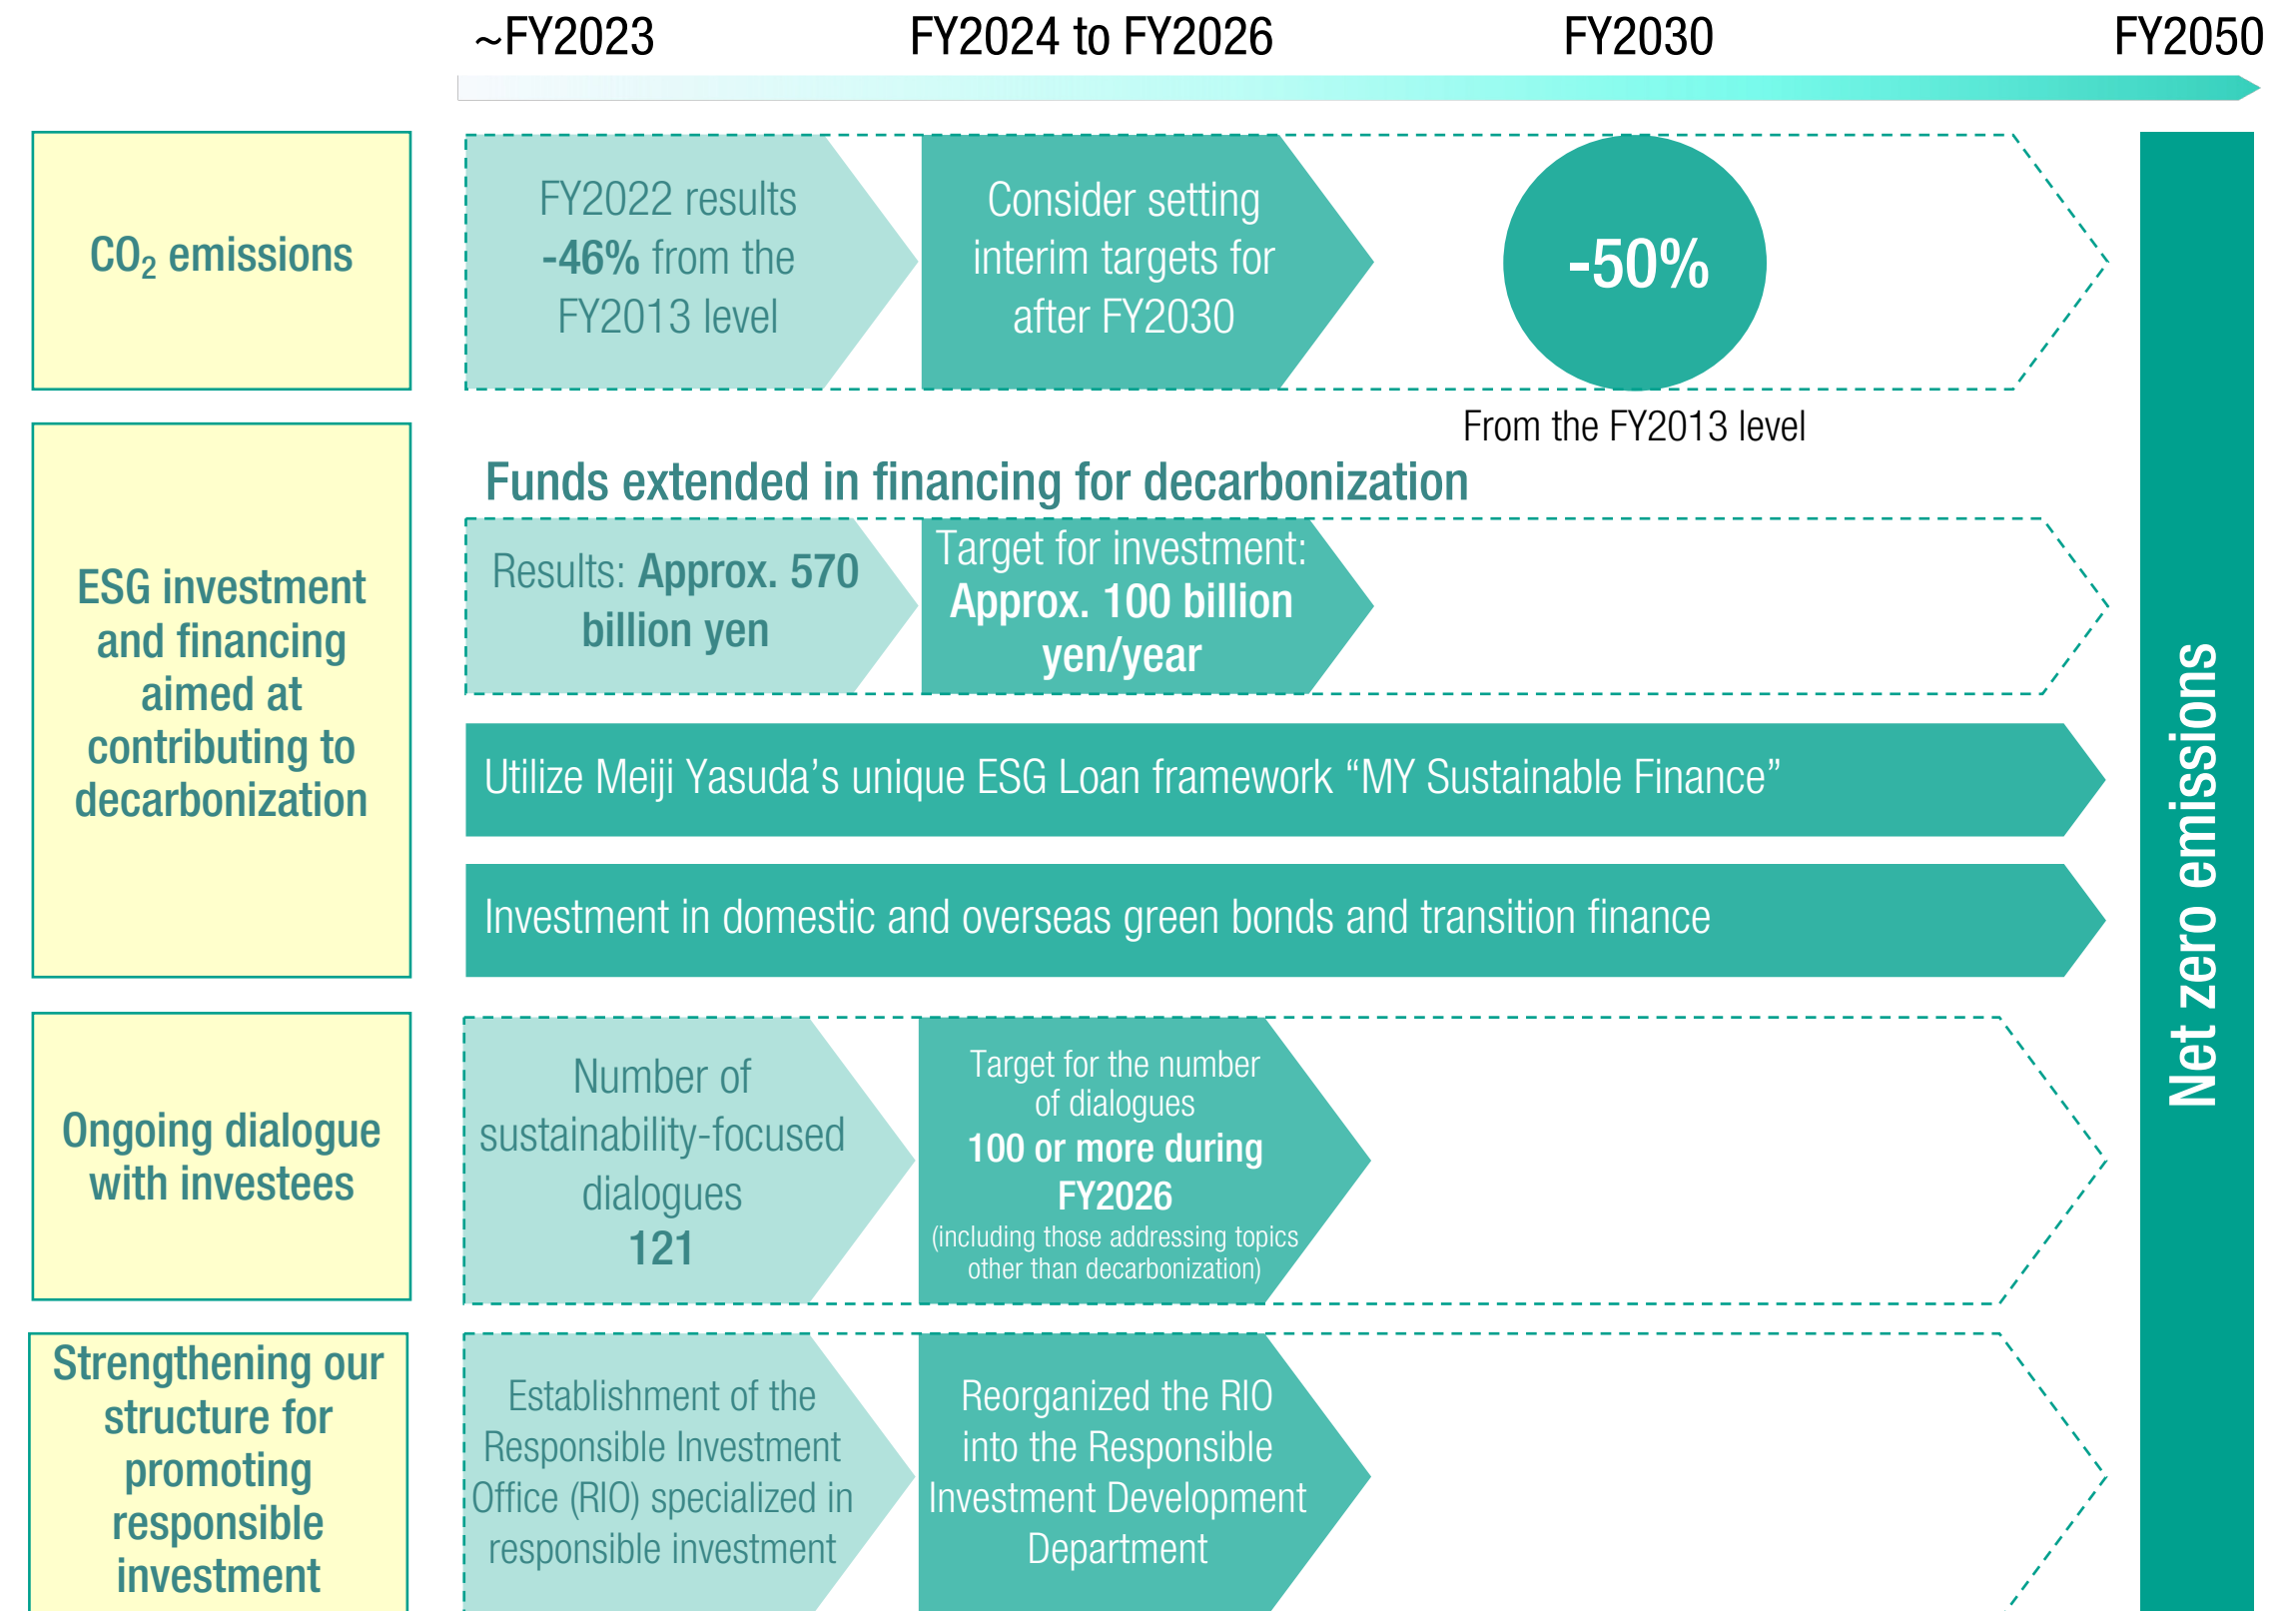 ~FY2023
FY2024 to FY2026
FY2030
FY2050
CO₂ emissions
FY2022 results
-46% from the
FY2013 level
Consider setting
interim targets for
after FY2030
-50%
From the FY2013 level
ESG investment
and financing
aimed at
contributing to
decarbonization
Funds extended in financing for decarbonization
Results: Approx. 570
billion yen
Target for investment:
Approx. 100 billion
yen/year
Utilize Meiji Yasuda’s unique ESG Loan framework “MY Sustainable Finance”
Investment in domestic and overseas green bonds and transition finance
Ongoing dialogue
with investees
Number of
sustainability-focused
dialogues
121
Target for the number
of dialogues
100 or more during
FY2026
(including those addressing topics
other than decarbonization)
Strengthening our
structure for
promoting
responsible
investment
Establishment of the
Responsible Investment
Office (RIO) specialized in
responsible investment
Reorganized the RIO
into the Responsible
Investment Development
Department
Net zero emissions